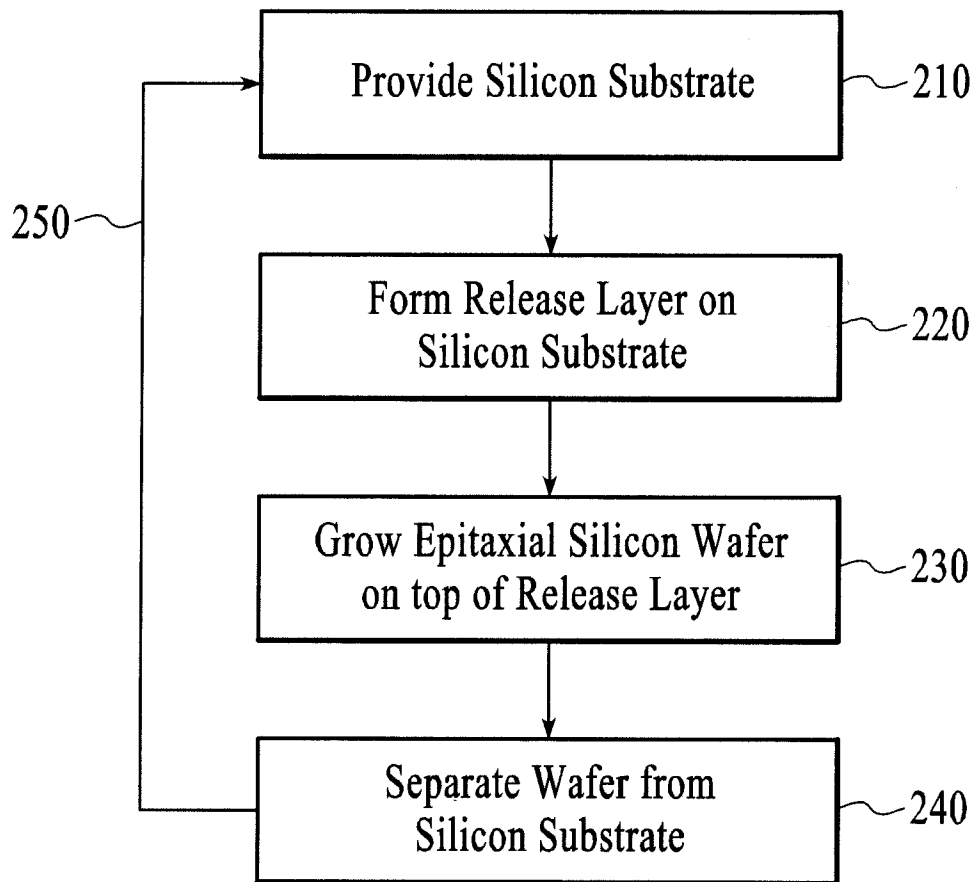 Provide Silicon Substrate
210
250
Form Release Layer on
Silicon Substrate
220
Grow Epitaxial Silicon Wafer
on top of Release Layer
230
Separate Wafer from
Silicon Substrate
240